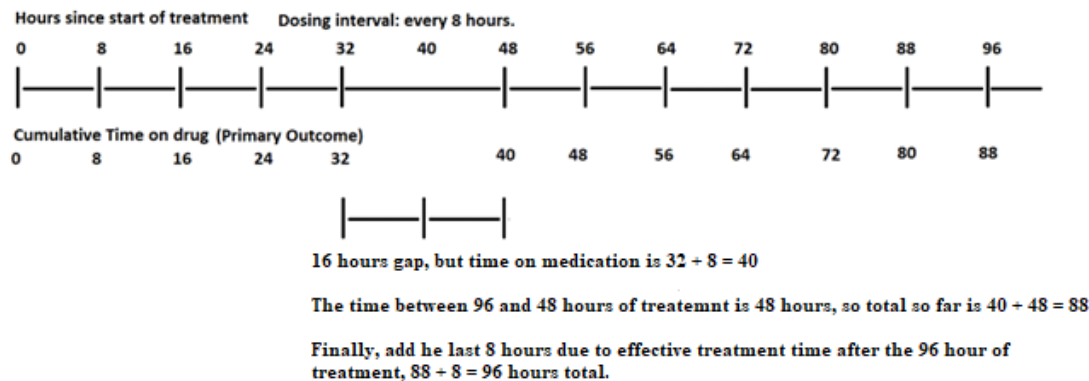 Hours since start of treatment Dosing interval: every 8 hours.
0 8 16 24 32 40 48 56 64 72 80 88 96
Cumulative Time on drug (Primary Outcome)
0 8 16 24 32 40 48 56 64 72 80 88
16 hours gap, but time on medication is 32 + 8 = 40
The time between 96 and 48 hours of treatemnt is 48 hours, so total so far is 40 + 48 = 88
Finally, add he last 8 hours due to effective treatment time after the 96 hour of
treatment, 88 + 8 = 96 hours total.